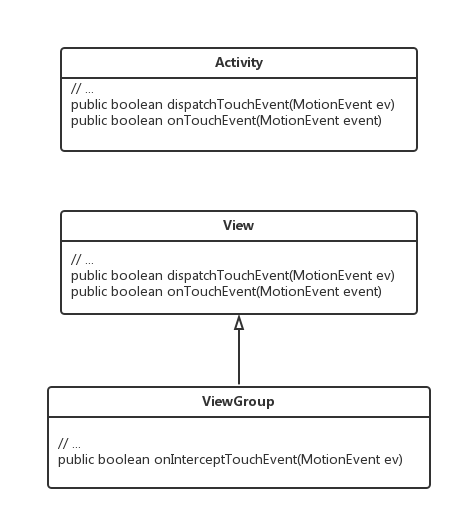 Activity
// ...
public boolean dispatchTouchEvent(MotionEvent ev)
public boolean onTouchEvent(MotionEvent event)
View
// ...
public boolean dispatchTouchEvent(MotionEvent ev)
public boolean onTouchEvent(MotionEvent event)
ViewGroup
// ...
public boolean onInterceptTouchEvent(MotionEvent ev)